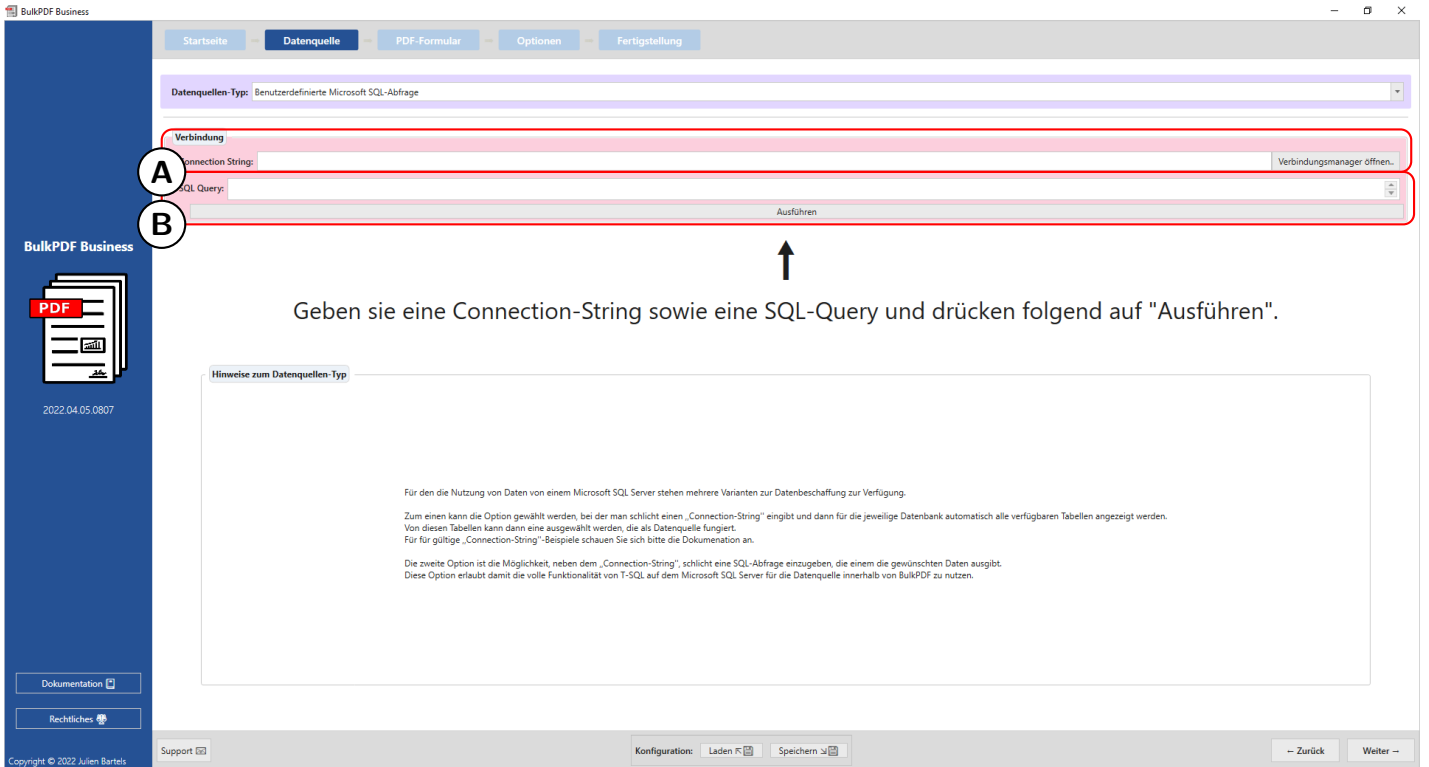 BulkPDF Business
Startseite → Datenquelle → PDF-Formular → Optionen → Fertigstellung
Datenquellen-Typ: Benutzerdefinierte Microsoft SQL-Abfrage
Verbindung
A
Connection String: Verbindungsmanager öffnen..
SQL Query:
B
Ausführen
BulkPDF Business
PDF
2022.04.05.0807
Geben sie eine Connection-String sowie eine SQL-Query und drücken folgend auf "Ausführen".
Hinweise zum Datenquellen-Typ
Für den die Nutzung von Daten von einem Microsoft SQL Server stehen mehrere Varianten zur Datenbeschaffung zur Verfügung.
Zum einen kann die Option gewählt werden, bei der man schlicht einen „Connection-String" eingibt und dann für die jeweilige Datenbank automatisch alle verfügbaren Tabellen angezeigt werden.
Von diesen Tabellen kann dann eine ausgewählt werden, die als Datenquelle fungiert.
Für für gültige „Connection-String"-Beispiele schauen Sie sich bitte die Dokumenation an.
Die zweite Option ist die Möglichkeit, neben dem „Connection-String", schlicht eine SQL-Abfrage einzugeben, die einem die gewünschten Daten ausgibt.
Diese Option erlaubt damit die volle Funktionalität von T-SQL auf dem Microsoft SQL Server für die Datenquelle innerhalb von BulkPDF zu nutzen.
Dokumentation
Rechtliches
Copyright © 2022 Julien Bartels
Support
Konfiguration: Laden Speichern
← Zurück
Weiter →